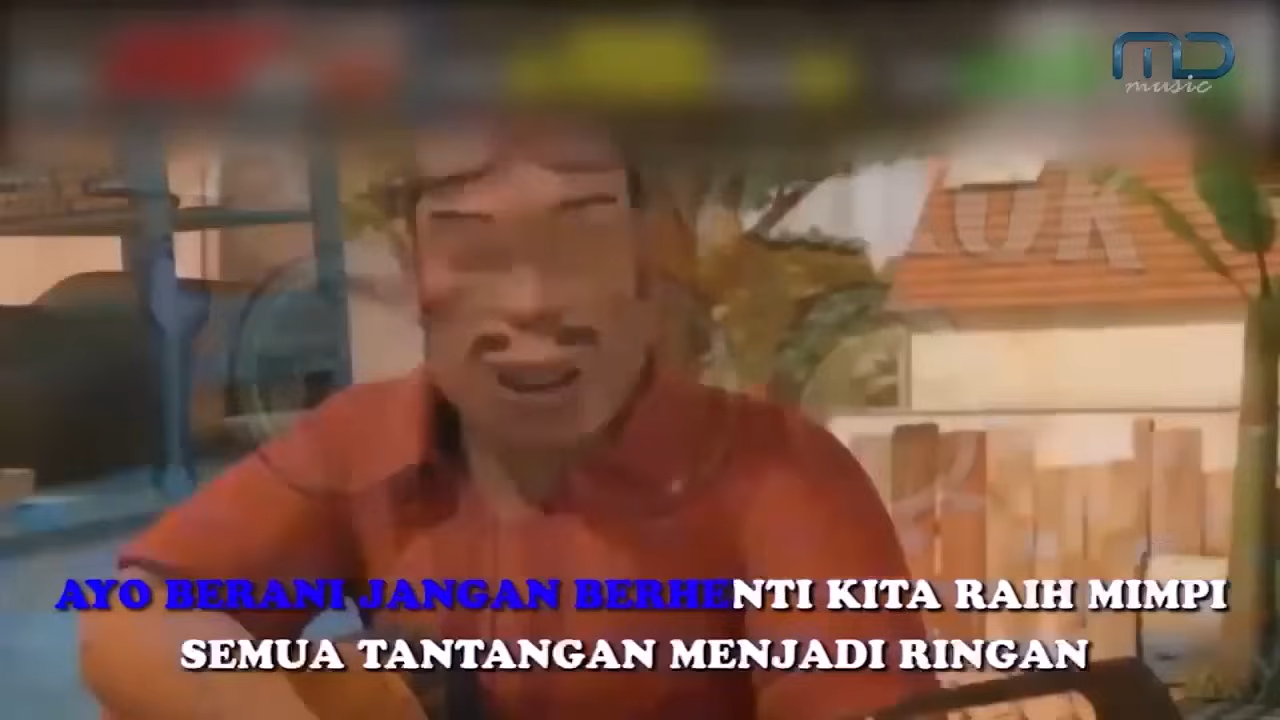 MD
music
AYO BERANI JANGAN BERHENTI KITA RAIH MIMPI
SEMUA TANTANGAN MENJADI RINGAN